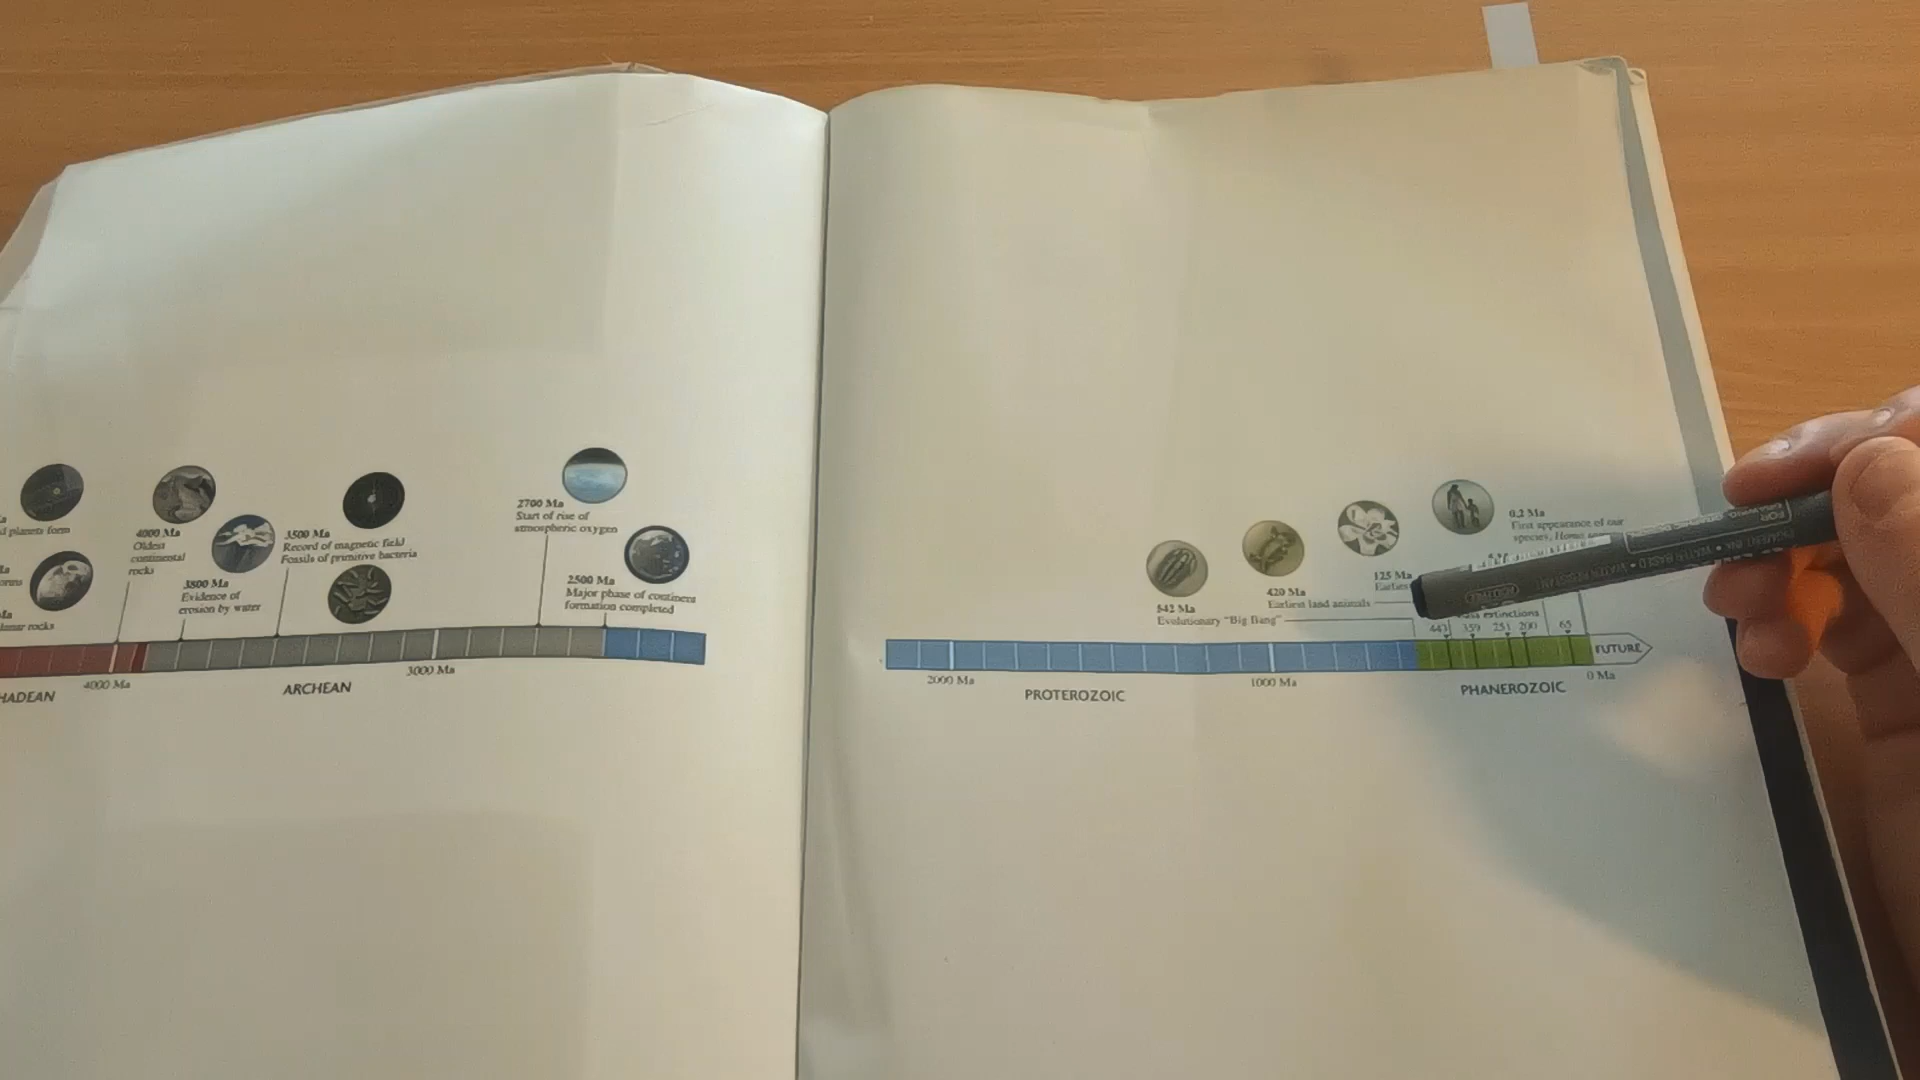 d planets form
4000 Ma
Oldest
continental
rocks
lunar rocks
3800 Ma
Evidence of
erosion by water
3500 Ma
Record of magnetic field
Fossils of primitive bacteria
2700 Ma
Start of rise of
atmospheric oxygen
2500 Ma
Major phase of continent
formation completed
4000 Ma
3000 Ma
HADEAN
ARCHEAN
542 Ma
Evolutionary "Big Bang"
420 Ma
Earliest land animals
125 Ma
Earliest
0.2 Ma
First appearance of our
species, Homo
extinctions
443 359 251 200 65
FUTURE
2000 Ma
1000 Ma
0 Ma
PROTEROZOIC
PHANEROZOIC